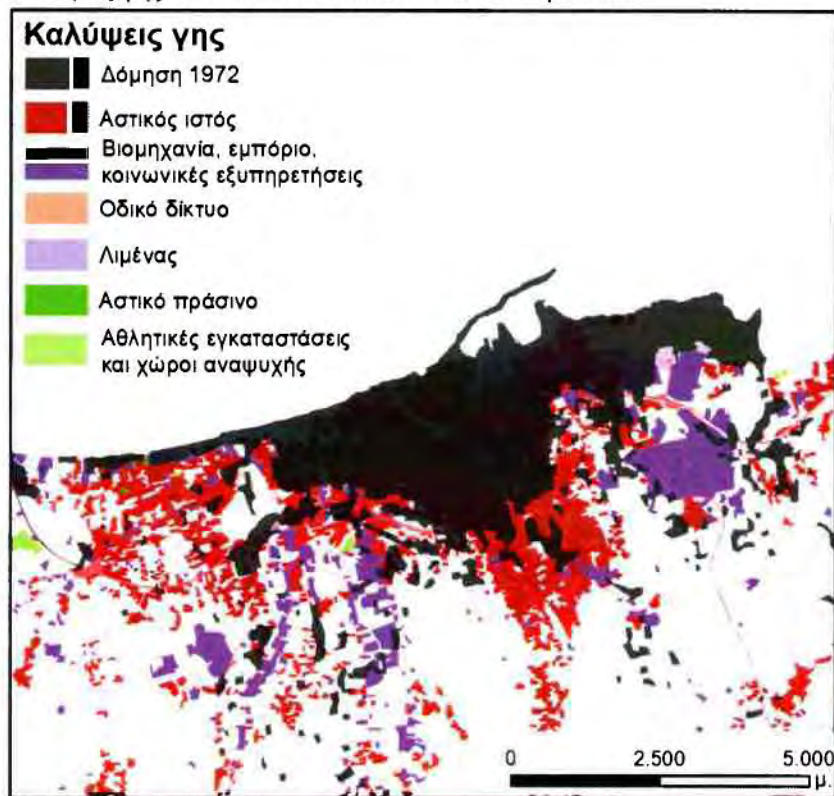 Καλύψεις γης
Δόμηση 1972
Αστικός ιστός
Βιομηχανία, εμπόριο,
κοινωνικές εξυπηρετήσεις
Οδικό δίκτυο
Λιμένας
Αστικό πράσινο
Αθλητικές εγκαταστάσεις
και χώροι αναψυχής
0 2.500 5.000
μ.